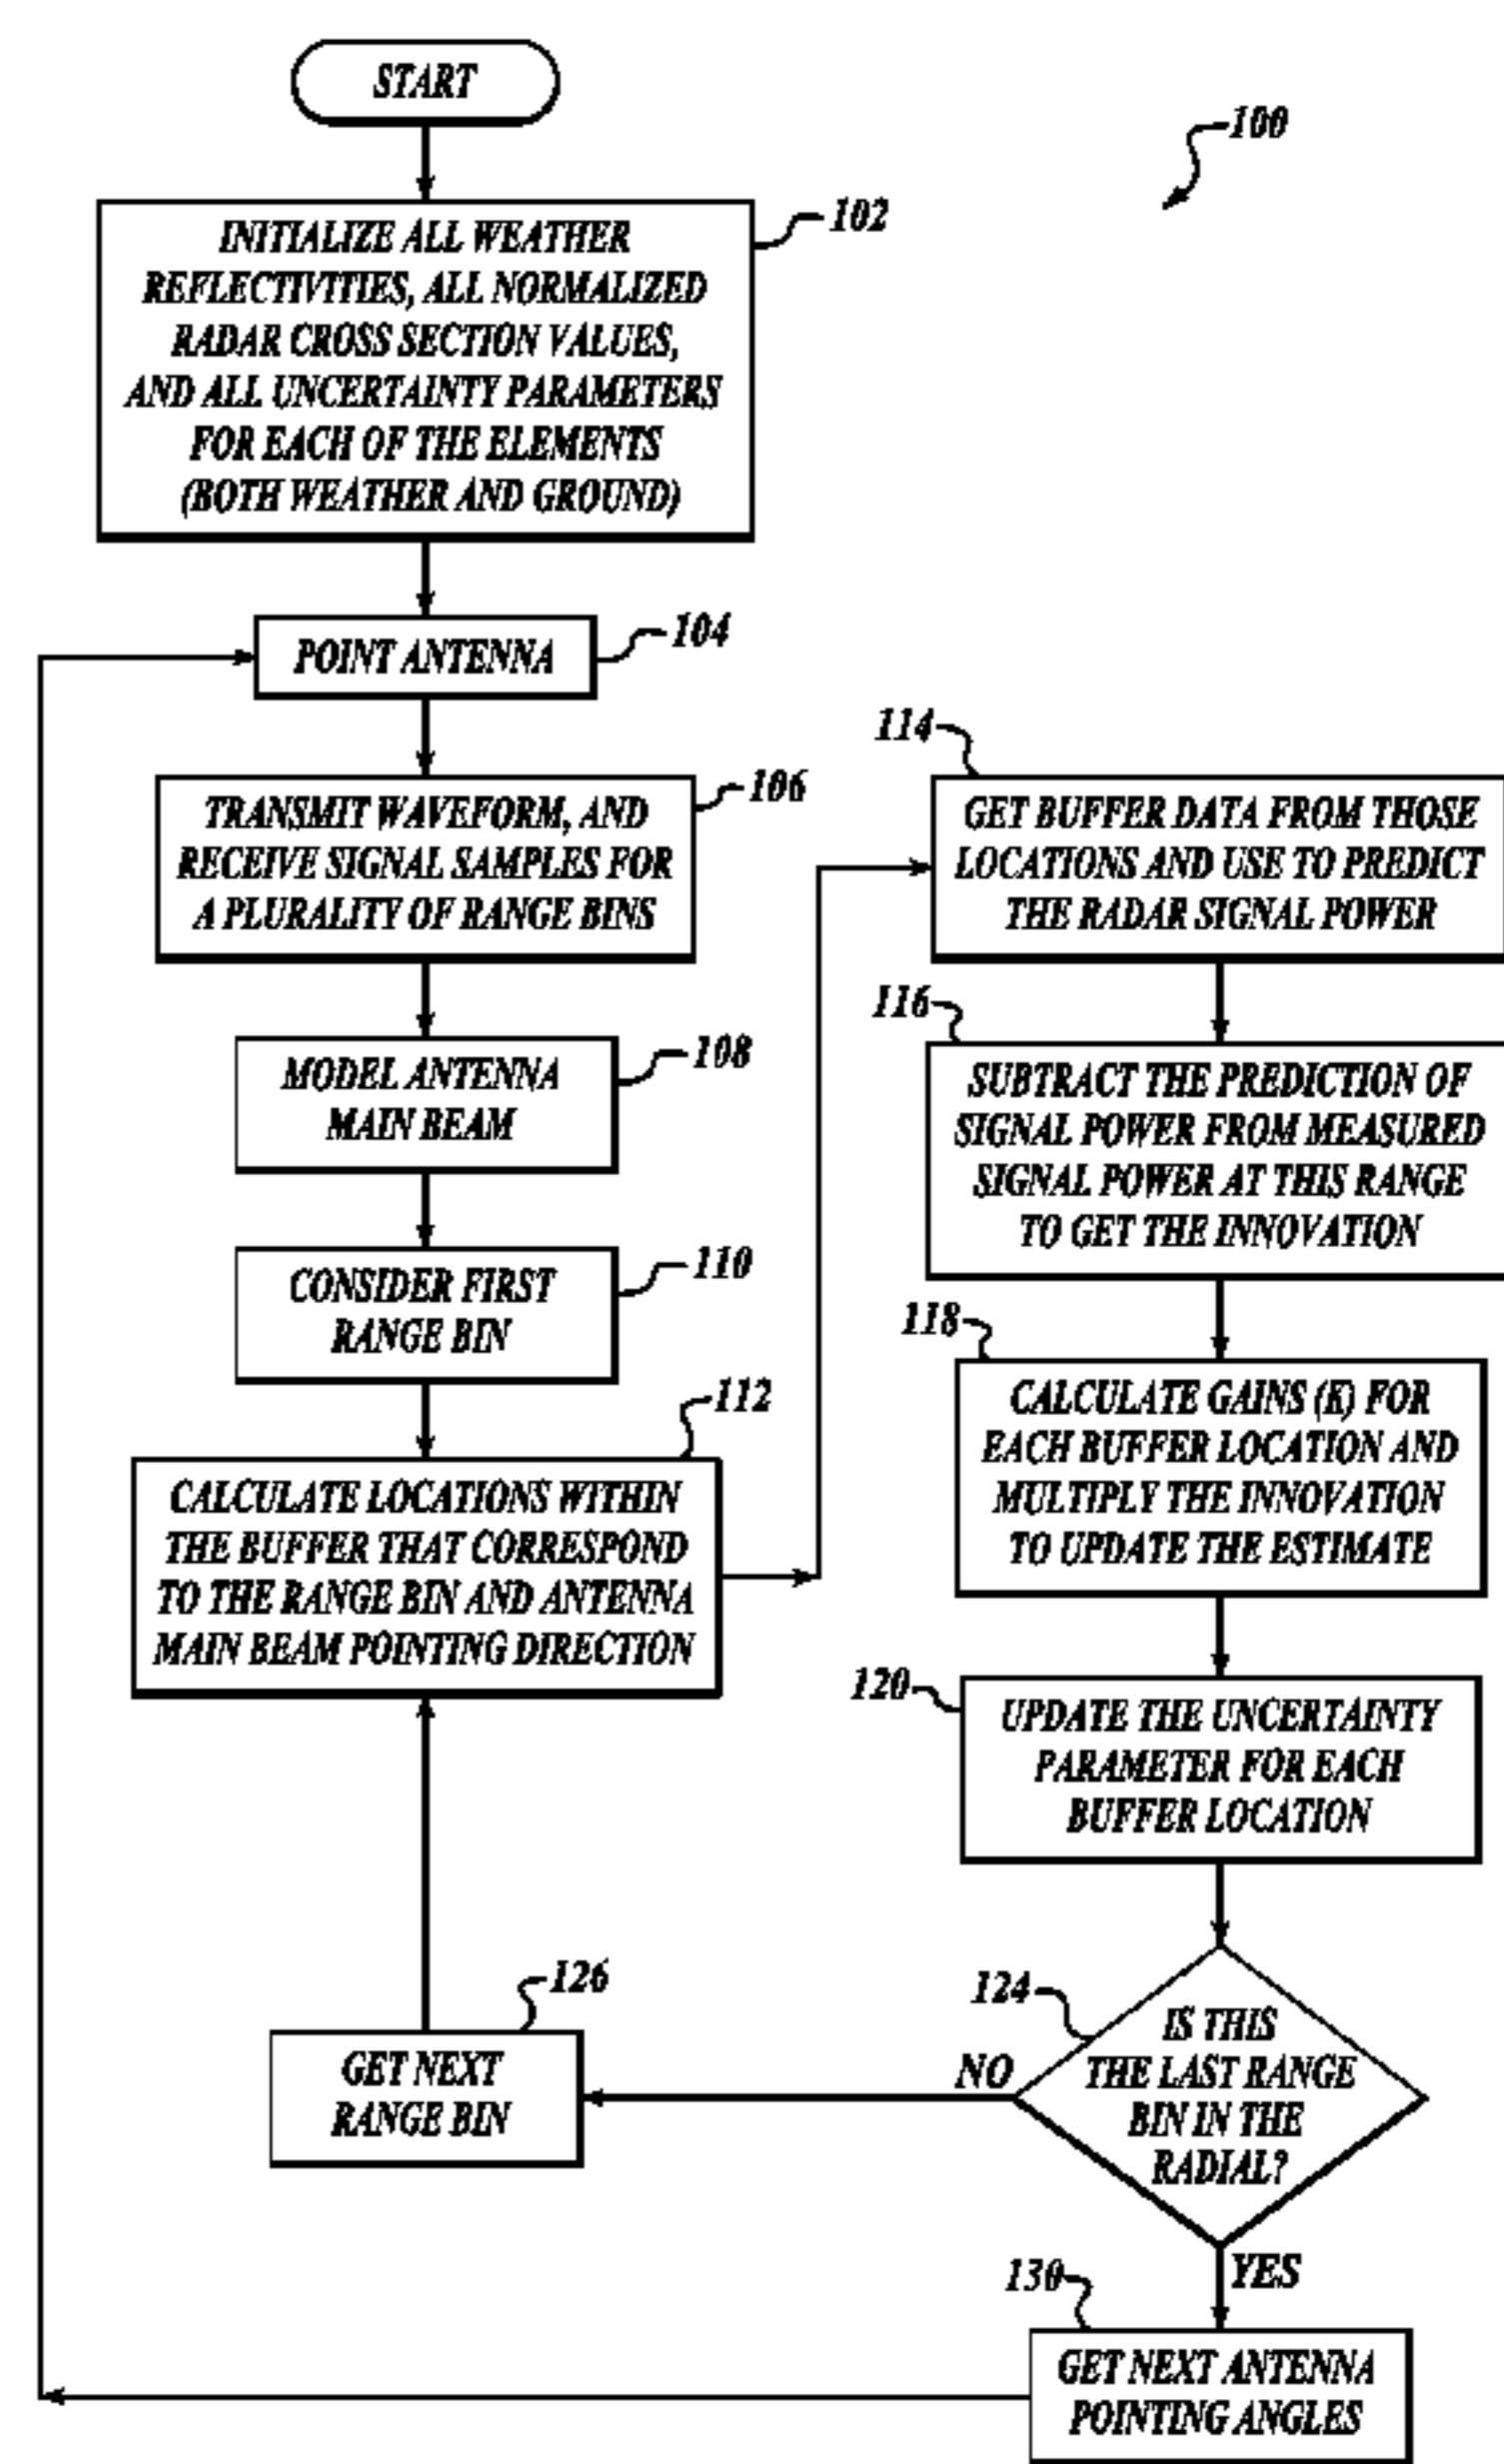 START
100
102
INITIALIZE ALL WEATHER
REFLECTIVITIES, ALL NORMALIZED
RADAR CROSS SECTION VALUES,
AND ALL UNCERTAINTY PARAMETERS
FOR EACH OF THE ELEMENTS
(BOTH WEATHER AND GROUND)
104
POINT ANTENNA
106
TRANSMIT WAVEFORM, AND
RECEIVE SIGNAL SAMPLES FOR
A PLURALITY OF RANGE BINS
108
MODEL ANTENNA
MAIN BEAM
110
CONSIDER FIRST
RANGE BIN
112
CALCULATE LOCATIONS WITHIN
THE BUFFER THAT CORRESPOND
TO THE RANGE BIN AND ANTENNA
MAIN BEAM POINTING DIRECTION
114
GET BUFFER DATA FROM THOSE
LOCATIONS AND USE TO PREDICT
THE RADAR SIGNAL POWER
116
SUBTRACT THE PREDICTION OF
SIGNAL POWER FROM MEASURED
SIGNAL POWER AT THIS RANGE
TO GET THE INNOVATION
118
CALCULATE GAINS (K) FOR
EACH BUFFER LOCATION AND
MULTIPLY THE INNOVATION
TO UPDATE THE ESTIMATE
120
UPDATE THE UNCERTAINTY
PARAMETER FOR EACH
BUFFER LOCATION
124
IS THIS
THE LAST RANGE
BIN IN THE
RADIAL?
NO
126
GET NEXT
RANGE BIN
YES
130
GET NEXT ANTENNA
POINTING ANGLES